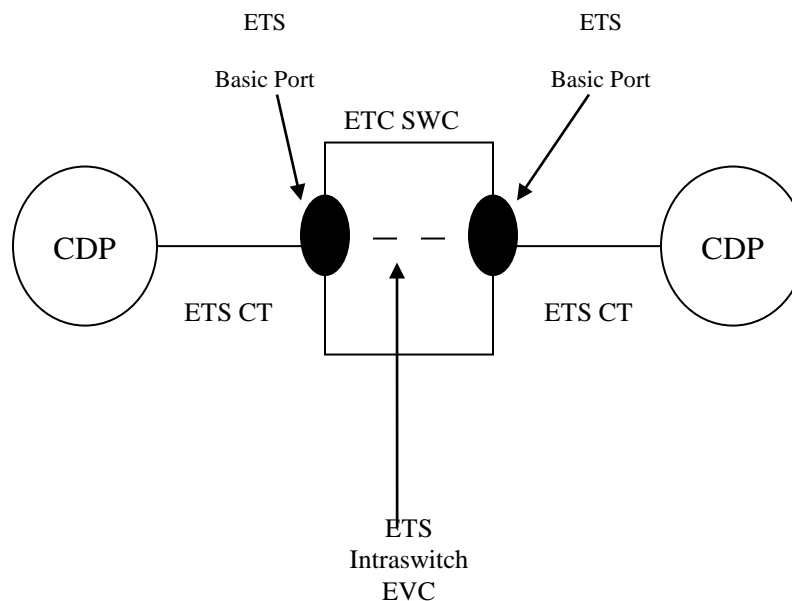 ETS
Basic Port
ETS
Basic Port
ETC SWC
CDP
CDP
ETS CT
ETS CT
ETS
Intraswitch
EVC